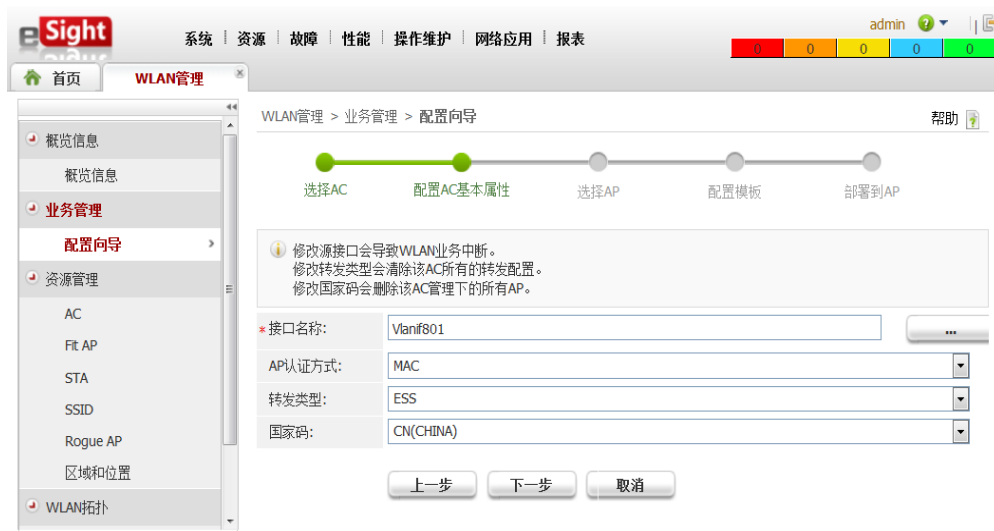 eSight
系统 | 资源 | 故障 | 性能 | 操作维护 | 网络应用 | 报表
admin
0 0 0 0 0
首页
WLAN管理
概览信息
概览信息
业务管理
配置向导
资源管理
AC
Fit AP
STA
SSID
Rogue AP
区域和位置
WLAN拓扑
WLAN管理 > 业务管理 > 配置向导
帮助
选择AC
配置AC基本属性
选择AP
配置模板
部署到AP
修改源接口会导致WLAN业务中断。
修改转发类型会清除该AC所有的转发配置。
修改国家码会删除该AC管理下的所有AP。
*接口名称: Vlanif801 ...
AP认证方式: MAC
转发类型: ESS
国家码: CN(CHINA)
上一步 下一步 取消